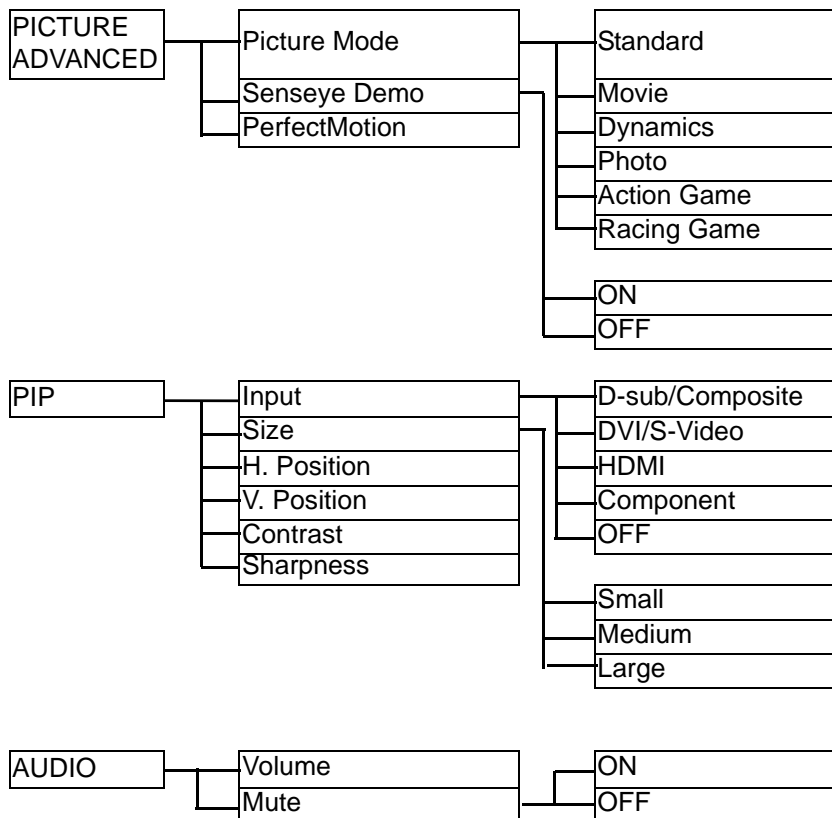 PICTURE
ADVANCED
Picture Mode
Senseye Demo
PerfectMotion
Standard
Movie
Dynamics
Photo
Action Game
Racing Game
ON
OFF
PIP
Input
Size
H. Position
V. Position
Contrast
Sharpness
D-sub/Composite
DVI/S-Video
HDMI
Component
OFF
Small
Medium
Large
AUDIO
Volume
Mute
ON
OFF